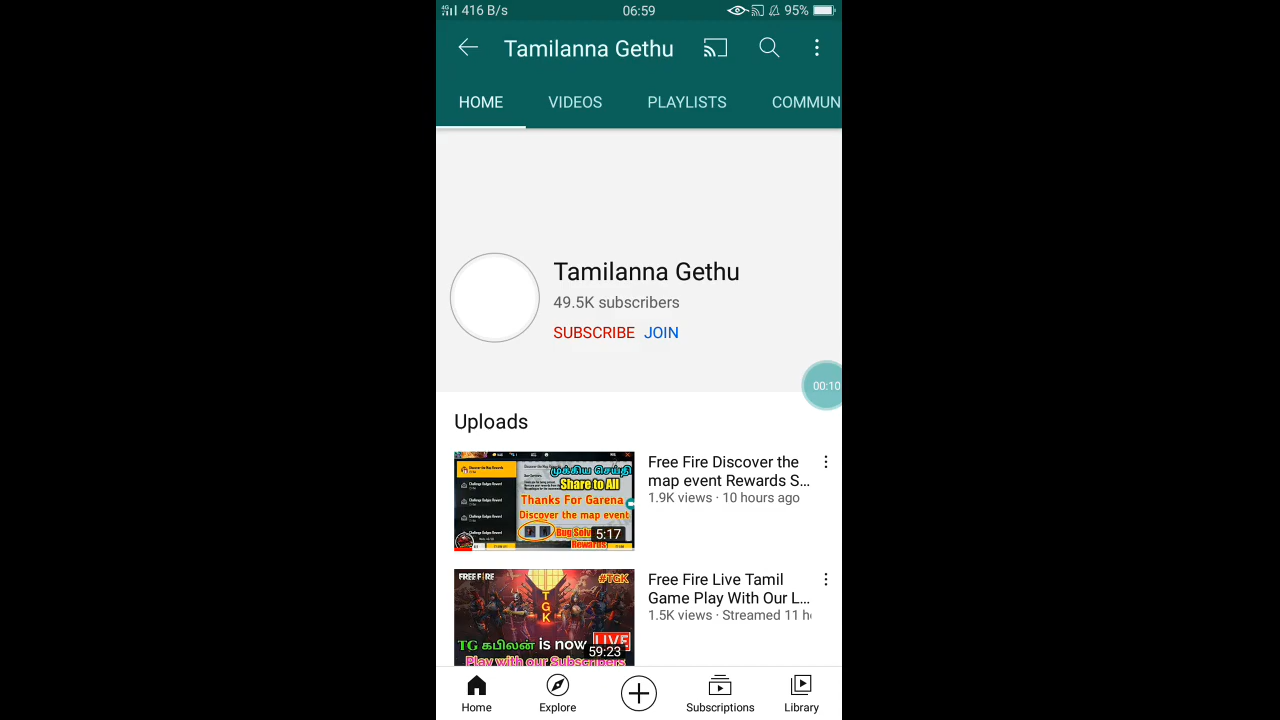 416 B/s 06:59 95%
Tamilanna Gethu
HOME VIDEOS PLAYLISTS COMMUN
Tamilanna Gethu
49.5K subscribers
SUBSCRIBE JOIN
00:10
Uploads
முக்கிய செய்தி
Share to All
Thanks For Garena
Discover the map event
Bug Solv
Rewards
5:17
Free Fire Discover the
map event Rewards S...
1.9K views · 10 hours ago
FREE FIRE #TGK
TGK
TG கபிலன் is now LIVE
Play with our Subscribers
59:23
Free Fire Live Tamil
Game Play With Our L...
1.5K views · Streamed 11 h
Home Explore Subscriptions Library